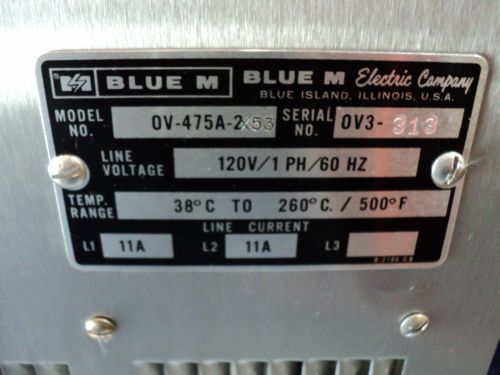 BLUE M BLUE M Electric Company
BLUE ISLAND, ILLINOIS, U.S.A.
MODEL NO. OV-475A-2X53 SERIAL NO. OV3-313
LINE VOLTAGE 120V/1 PH/60 HZ
TEMP. RANGE 38°C TO 260°C. / 500°F
LINE CURRENT
L1 11A L2 11A L3